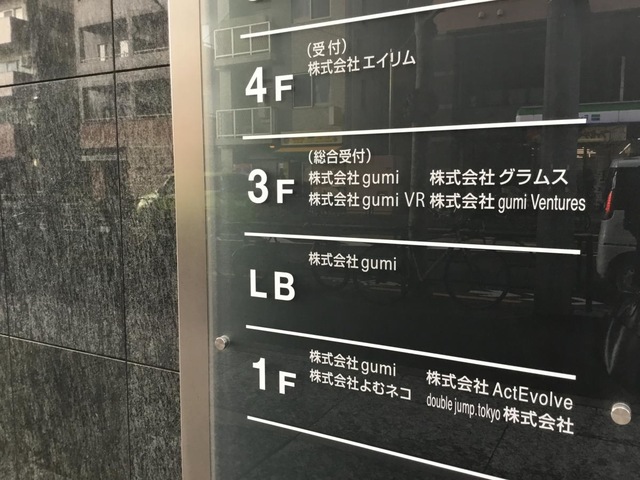 4F
(受付)
株式会社エイリム
3F
(総合受付)
株式会社gumi 株式会社グラムス
株式会社gumi VR 株式会社gumi Ventures
LB
株式会社gumi
1F
株式会社gumi 株式会社ActEvolve
株式会社よむネコ double jump.tokyo株式会社